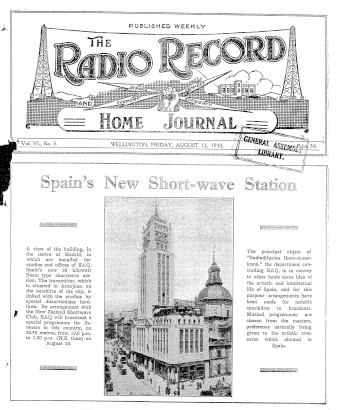 PUBLISHED WEEKLY
THE
RADIO RECORD
AND
HOME JOURNAL
Vol. VI., No. 5.
WELLINGTON, FRIDAY, AUGUST 12, 1932.
Price 3d.
GENERAL ASSEMBLY
LIBRARY.
Spain's New Short-wave Station
A view of the building, in
the centre of Madrid, in
which are installed the
studios and offices of EAQ,
Spain's new 20 kilowatt
short-wave sta-
tion. The transmitter, which
is situated in Aranjuez, on
the outskirts of the city, is
linked with the studios by
special distortionless land-
lines. By arrangement with
the New Zealand Shortwave
Club, EAQ will broadcast a
special programme for lis-
teners in this country, on
metres, from 12.0 p.m.
to 1.30 p.m. (N.Z. time) on
August
The principal object of
"Radiodifusion Ibero-Amer-
icana," the department con-
trolling EAQ, is to convey
to other lands some idea of
the artistic and intellectual
life of Spain, and for this
purpose arrangements have
been made for notable
specialists to broadcast.
Musical programmes are
chosen from the masters,
preference naturally being
given to the artistic trea-
sures which abound in
Spain.